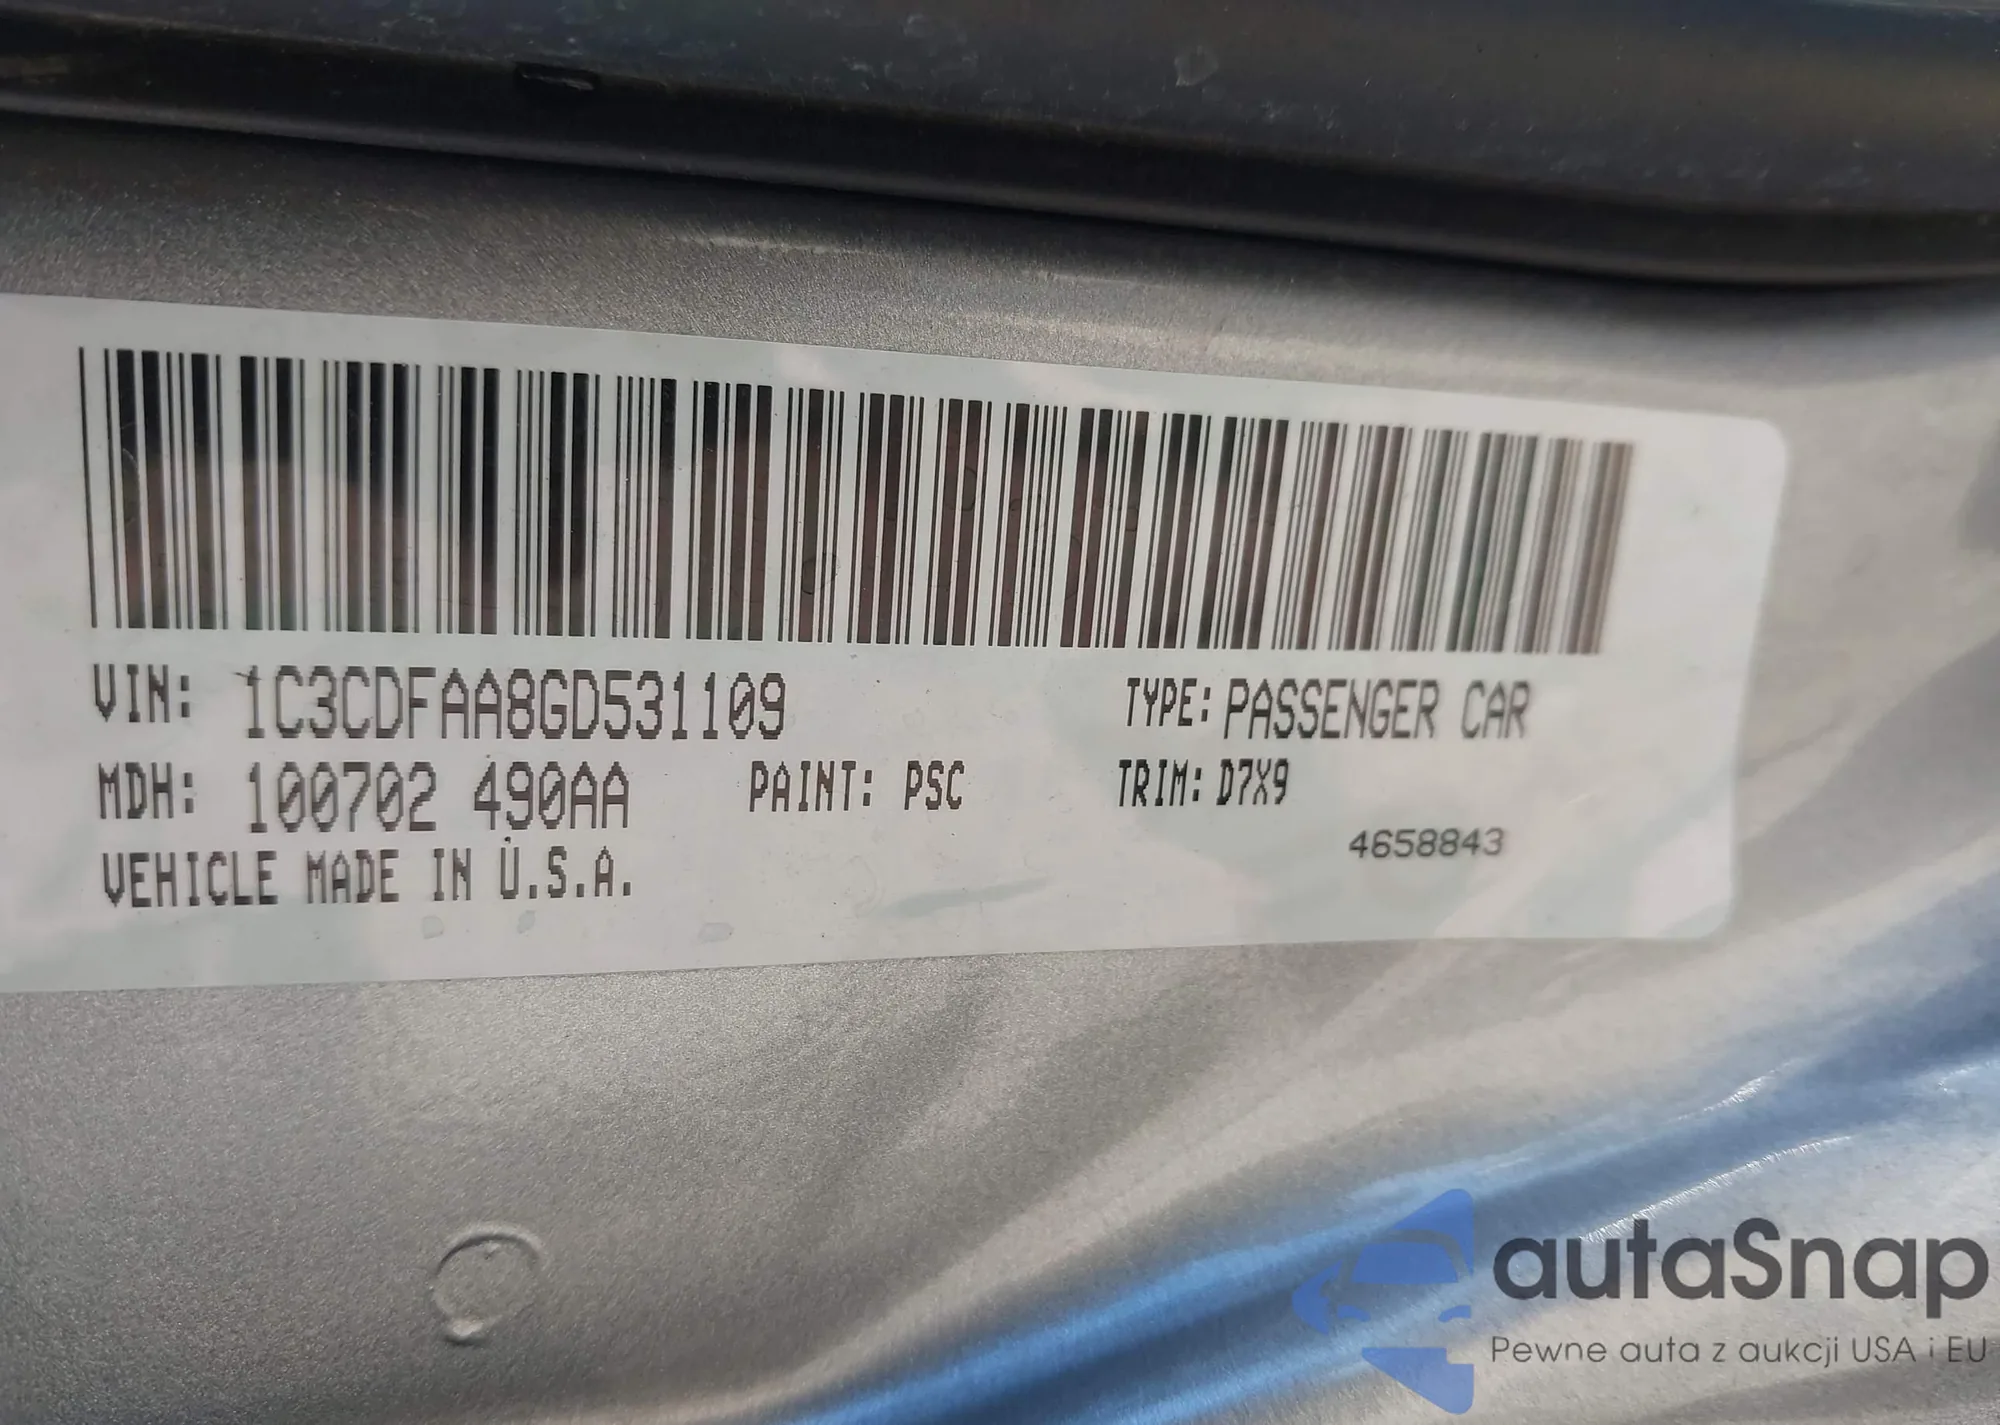 VIN: 1C3CDFAA8GD531109 TYPE: PASSENGER CAR
MDH: 100702 490AA PAINT: PSC TRIM: D7X9
4658843
VEHICLE MADE IN U.S.A.
autaSnap
Pewne auta z aukcji USA i EU